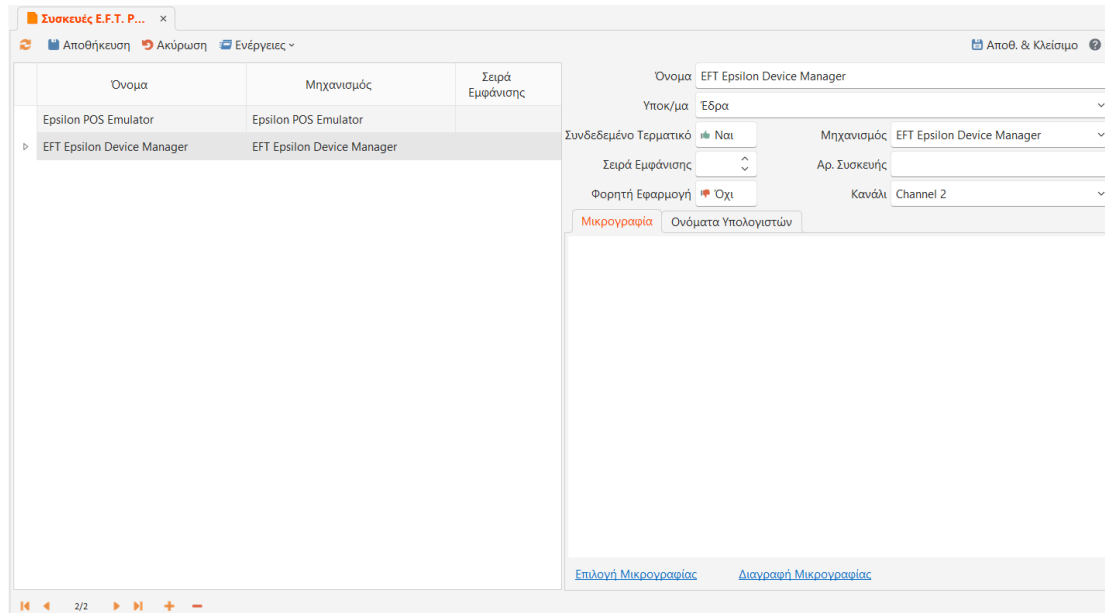 Συσκευές E.F.T. P... ×
Αποθήκευση Ακύρωση Ενέργειες Αποθ. & Κλείσιμο ?
Όνομα Μηχανισμός Σειρά Εμφάνισης
Epsilon POS Emulator Epsilon POS Emulator
EFT Epsilon Device Manager EFT Epsilon Device Manager
Όνομα EFT Epsilon Device Manager
Υποκ/μα Έδρα
Συνδεδεμένο Τερματικό Ναι Μηχανισμός EFT Epsilon Device Manager
Σειρά Εμφάνισης Αρ. Συσκευής
Φορητή Εφαρμογή Όχι Κανάλι Channel 2
Μικρογραφία Ονόματα Υπολογιστών
Επιλογή Μικρογραφίας Διαγραφή Μικρογραφίας
2/2